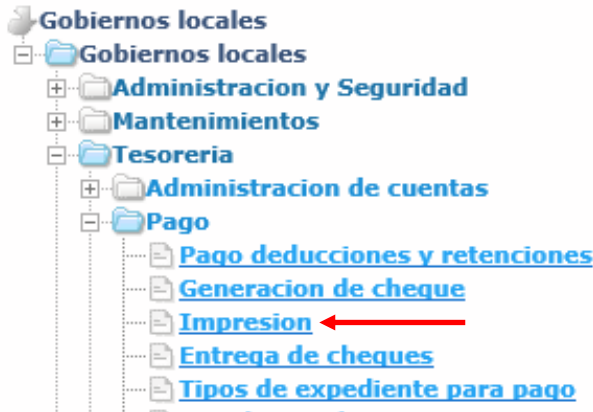 Gobiernos locales
Gobiernos locales
Administracion y Seguridad
Mantenimientos
Tesoreria
Administracion de cuentas
Pago
Pago deducciones y retenciones
Generacion de cheque
Impresion
Entrega de cheques
Tipos de expediente para pago